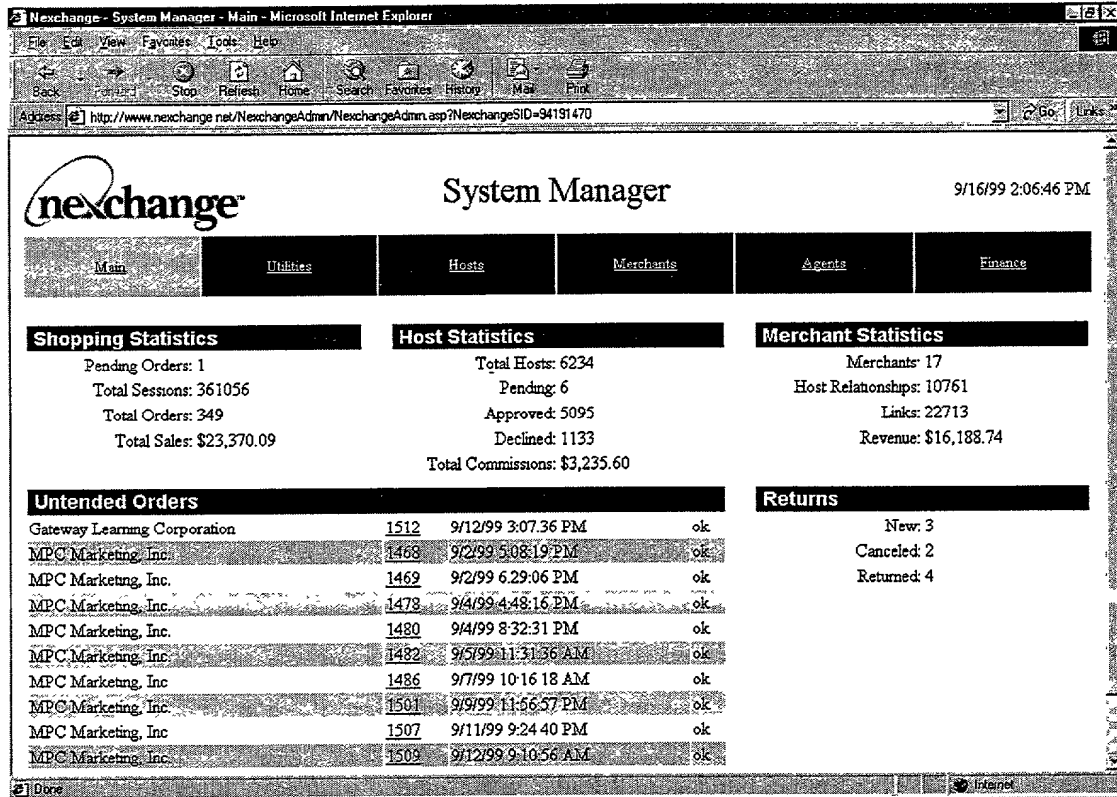 Nexchange - System Manager - Main - Microsoft Internet Explorer
File Edit View Favorites Tools Help
Back Forward Stop Refresh Home Search Favorites History Mail Print
Address http://www.nexchange.net/NexchangeAdmin/NexchangeAdmin.asp?NexchangeSID=94191470 Go Links »
nexchange™ System Manager 9/16/99 2:06:46 PM
Main Utilities Hosts Merchants Agents Finance
Shopping Statistics
Pending Orders: 1
Total Sessions: 361056
Total Orders: 349
Total Sales: $23,370.09
Host Statistics
Total Hosts: 6234
Pending: 6
Approved: 5095
Declined: 1133
Total Commissions: $3,235.60
Merchant Statistics
Merchants: 17
Host Relationships: 10761
Links: 22713
Revenue: $16,188.74
Untended Orders
Gateway Learning Corporation 1512 9/12/99 3:07:36 PM ok
MPC Marketing, Inc. 1468 9/2/99 5:08:19 PM ok
MPC Marketing, Inc. 1469 9/2/99 6:29:06 PM ok
MPC Marketing, Inc. 1478 9/4/99 4:48:16 PM ok
MPC Marketing, Inc. 1480 9/4/99 8:32:31 PM ok
MPC Marketing, Inc. 1482 9/5/99 11:31:36 AM ok
MPC Marketing, Inc. 1486 9/7/99 10:16:18 AM ok
MPC Marketing, Inc. 1501 9/9/99 11:56:57 PM ok
MPC Marketing, Inc. 1507 9/11/99 9:24:40 PM ok
MPC Marketing, Inc. 1509 9/12/99 9:10:56 AM ok
Returns
New: 3
Canceled: 2
Returned: 4
Done Internet